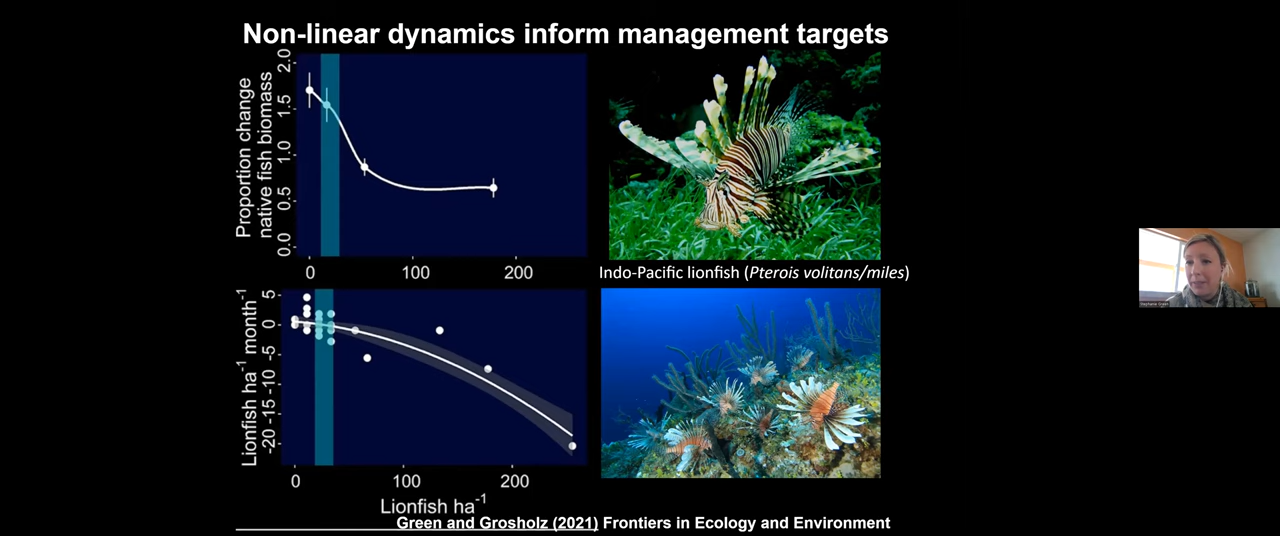 Non-linear dynamics inform management targets
Proportion change
native fish biomass
2.0
1.5
1.0
0.5
0.0
0
100
200
Indo-Pacific lionfish (Pterois volitans/miles)
Lionfish ha-1 month-1
5
0
-5
-10
-15
-20
0
100
200
Lionfish ha-1
Green and Grosholz (2021) Frontiers in Ecology and Environment
Stephanie Green